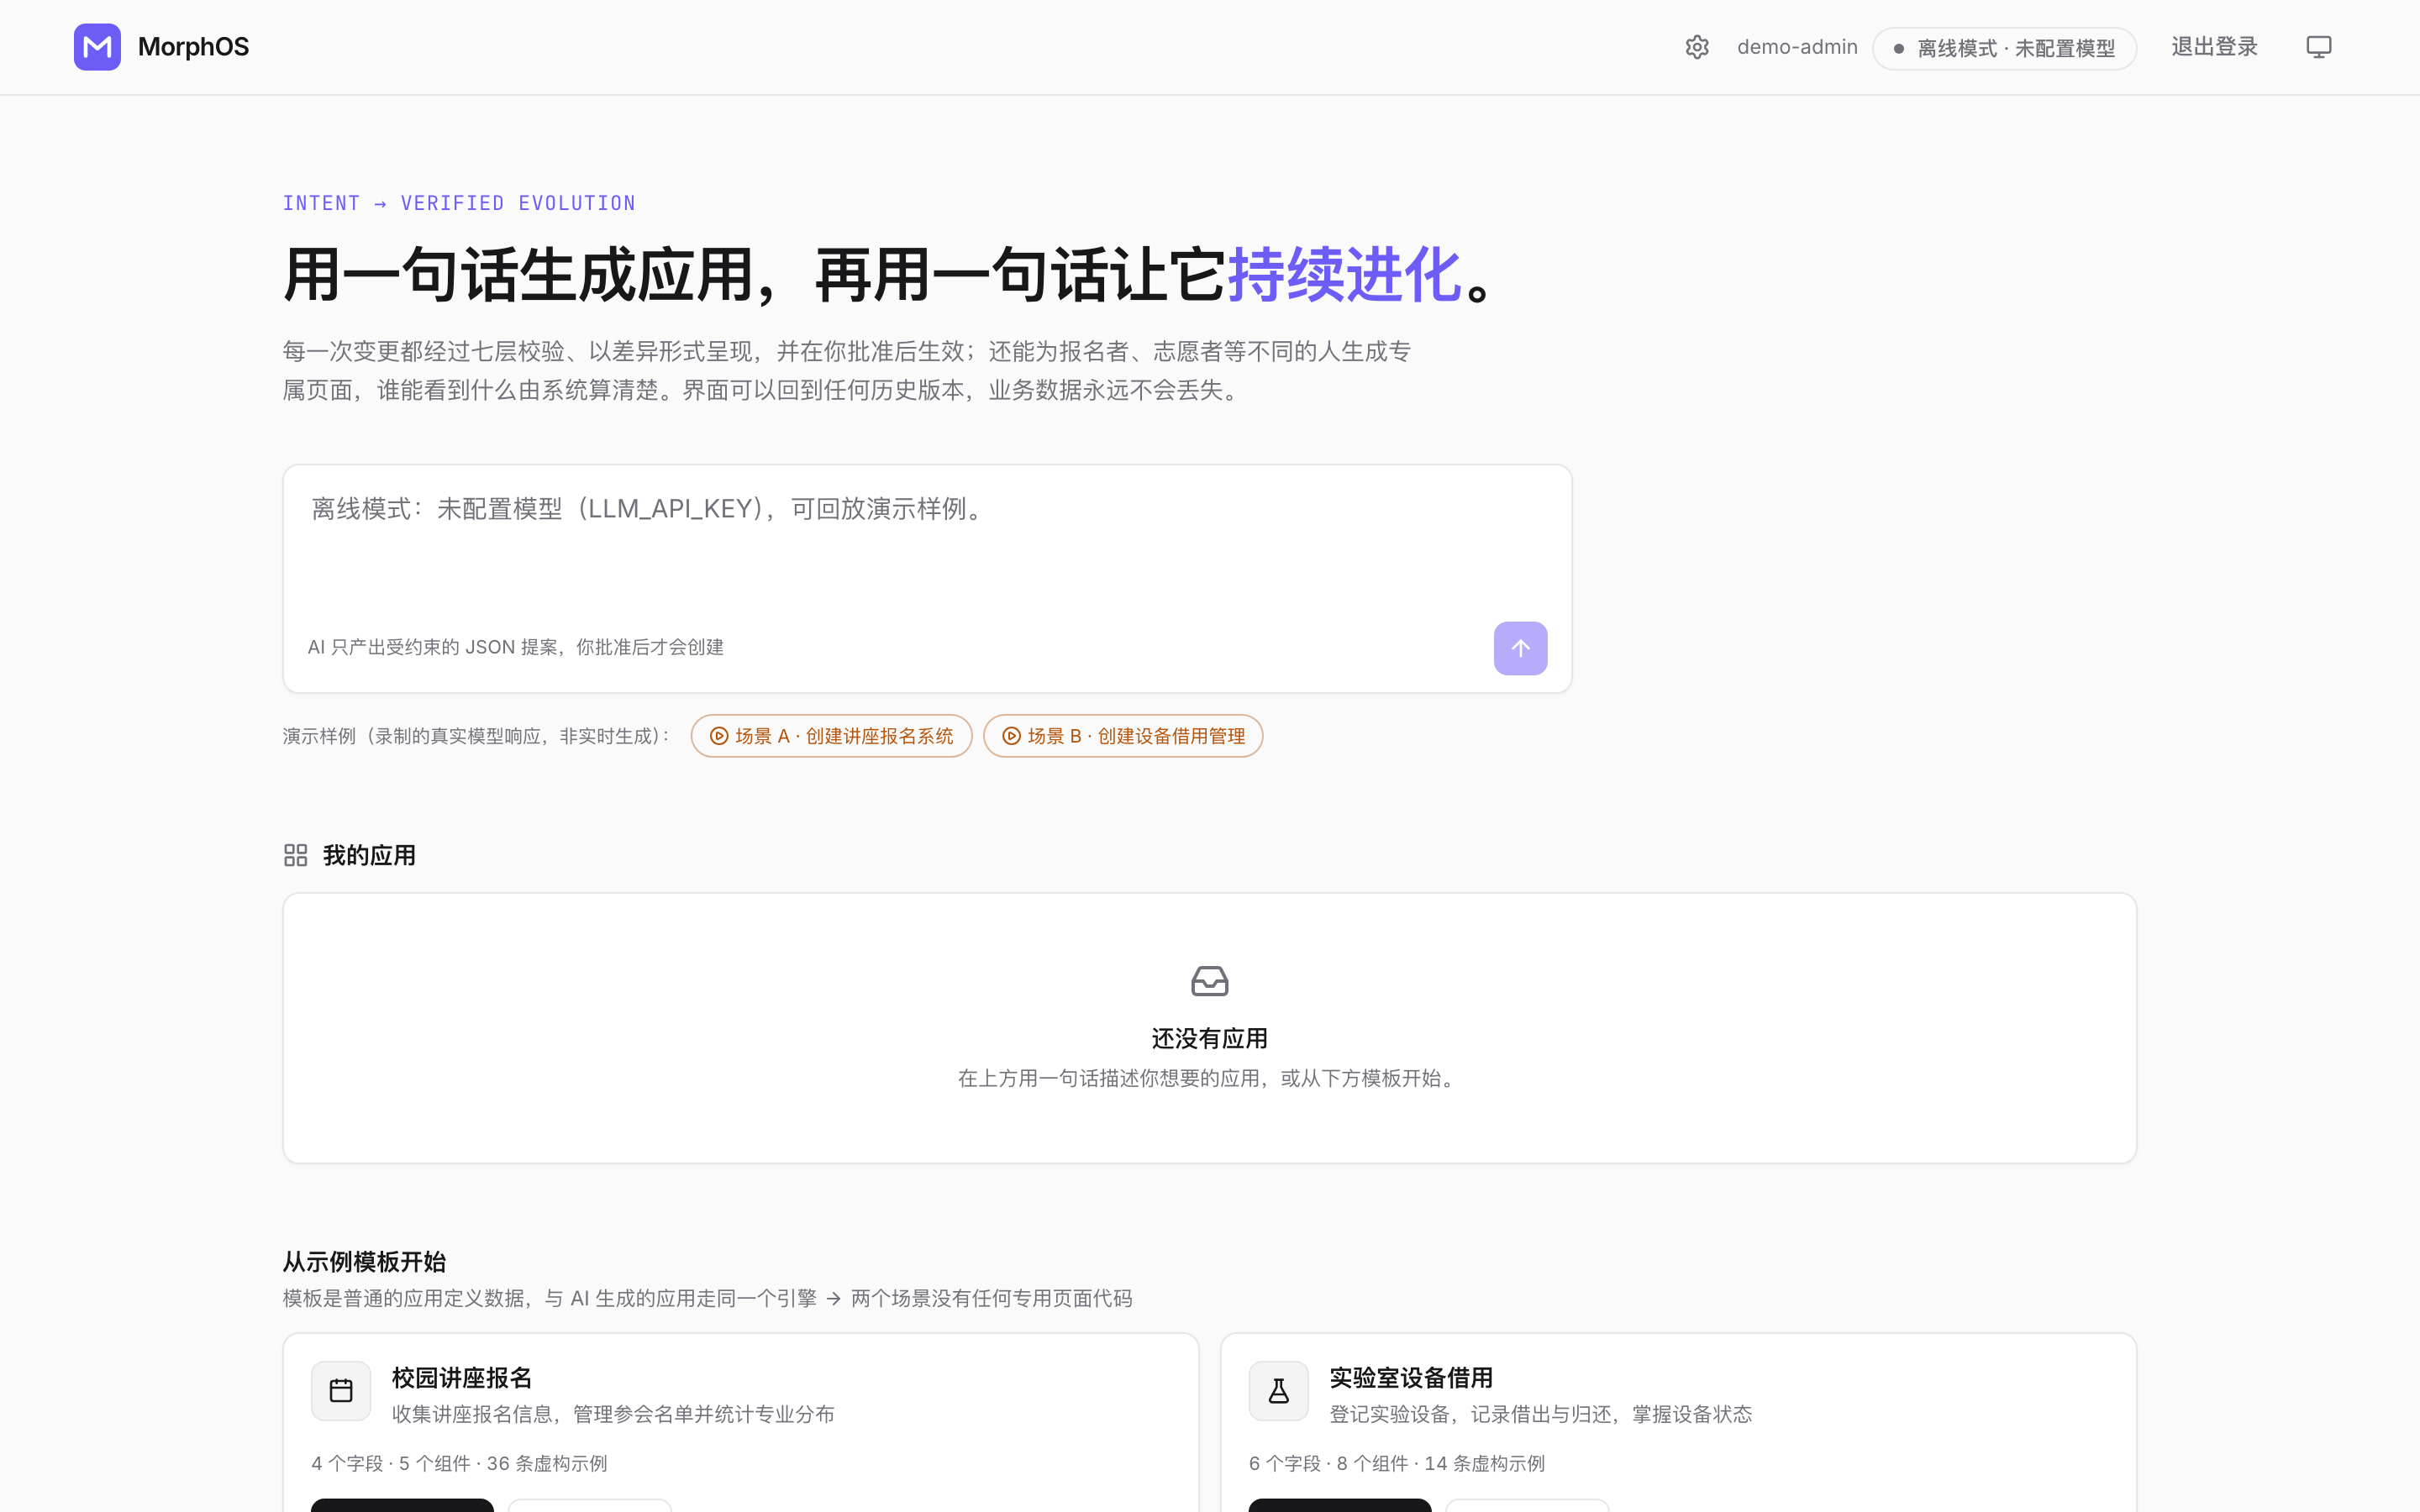 MorphOS
demo-admin
离线模式 · 未配置模型
退出登录
INTENT → VERIFIED EVOLUTION
用一句话生成应用，再用一句话让它持续进化。
每一次变更都经过七层校验、以差异形式呈现，并在你批准后生效；还能为报名者、志愿者等不同的人生成专
属页面，谁能看到什么由系统算清楚。界面可以回到任何历史版本，业务数据永远不会丢失。
离线模式：未配置模型（LLM_API_KEY），可回放演示样例。
AI 只产出受约束的 JSON 提案，你批准后才会创建
演示样例（录制的真实模型响应，非实时生成）：
场景 A · 创建讲座报名系统
场景 B · 创建设备借用管理
我的应用
还没有应用
在上方用一句话描述你想要的应用，或从下方模板开始。
从示例模板开始
模板是普通的应用定义数据，与 AI 生成的应用走同一个引擎 → 两个场景没有任何专用页面代码
校园讲座报名
收集讲座报名信息，管理参会名单并统计专业分布
4 个字段 · 5 个组件 · 36 条虚构示例
实验室设备借用
登记实验设备，记录借出与归还，掌握设备状态
6 个字段 · 8 个组件 · 14 条虚构示例